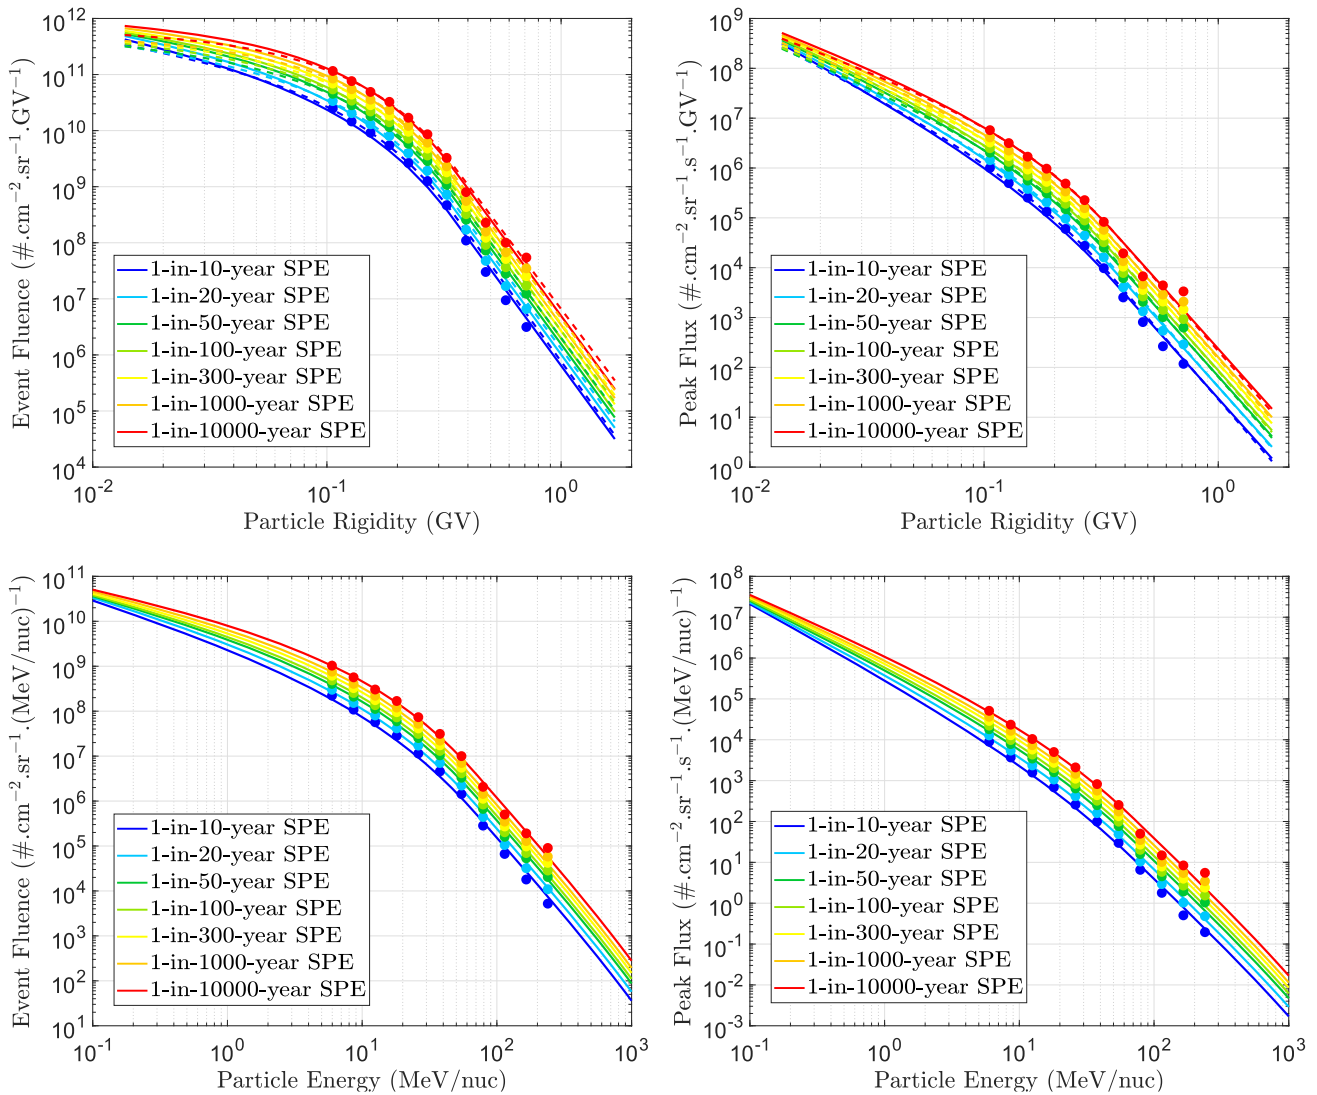 10^12
10^11
10^10
10^9
10^8
10^7
10^6
10^5
10^4
Event Fluence (#.cm^−2.sr^−1.GV^−1)
1-in-10-year SPE
1-in-20-year SPE
1-in-50-year SPE
1-in-100-year SPE
1-in-300-year SPE
1-in-1000-year SPE
1-in-10000-year SPE
10^-2 10^-1 10^0
Particle Rigidity (GV)
10^9
10^8
10^7
10^6
10^5
10^4
10^3
10^2
10^1
10^0
Peak Flux (#.cm^−2.sr^−1.s^−1.GV^−1)
1-in-10-year SPE
1-in-20-year SPE
1-in-50-year SPE
1-in-100-year SPE
1-in-300-year SPE
1-in-1000-year SPE
1-in-10000-year SPE
10^-2 10^-1 10^0
Particle Rigidity (GV)
10^11
10^10
10^9
10^8
10^7
10^6
10^5
10^4
10^3
10^2
10^1
Event Fluence (#.cm^−2.sr^−1.(MeV/nuc)^−1)
1-in-10-year SPE
1-in-20-year SPE
1-in-50-year SPE
1-in-100-year SPE
1-in-300-year SPE
1-in-1000-year SPE
1-in-10000-year SPE
10^-1 10^0 10^1 10^2 10^3
Particle Energy (MeV/nuc)
10^8
10^7
10^6
10^5
10^4
10^3
10^2
10^1
10^0
10^-1
10^-2
10^-3
Peak Flux (#.cm^−2.sr^−1.s^−1.(MeV/nuc)^−1)
1-in-10-year SPE
1-in-20-year SPE
1-in-50-year SPE
1-in-100-year SPE
1-in-300-year SPE
1-in-1000-year SPE
1-in-10000-year SPE
10^-1 10^0 10^1 10^2 10^3
Particle Energy (MeV/nuc)